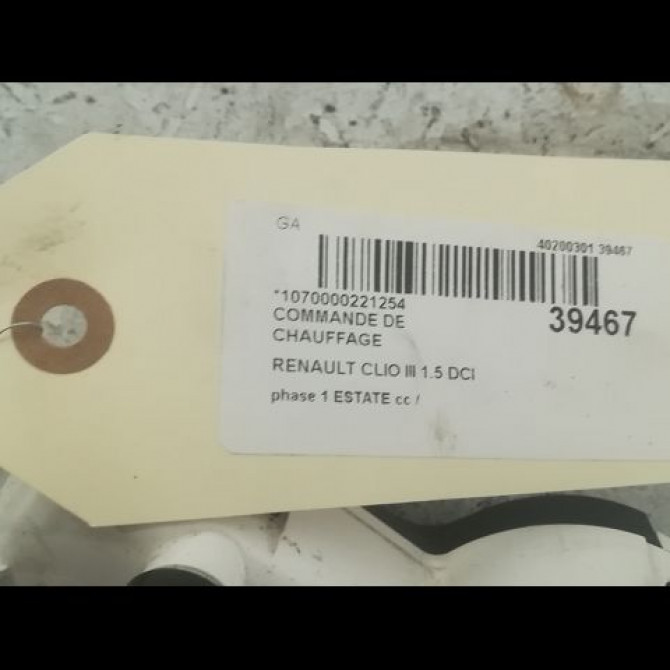 GA
40200301 39467
*1070000221254
39467
COMMANDE DE
CHAUFFAGE
RENAULT CLIO III 1.5 DCI
phase 1 ESTATE cc /